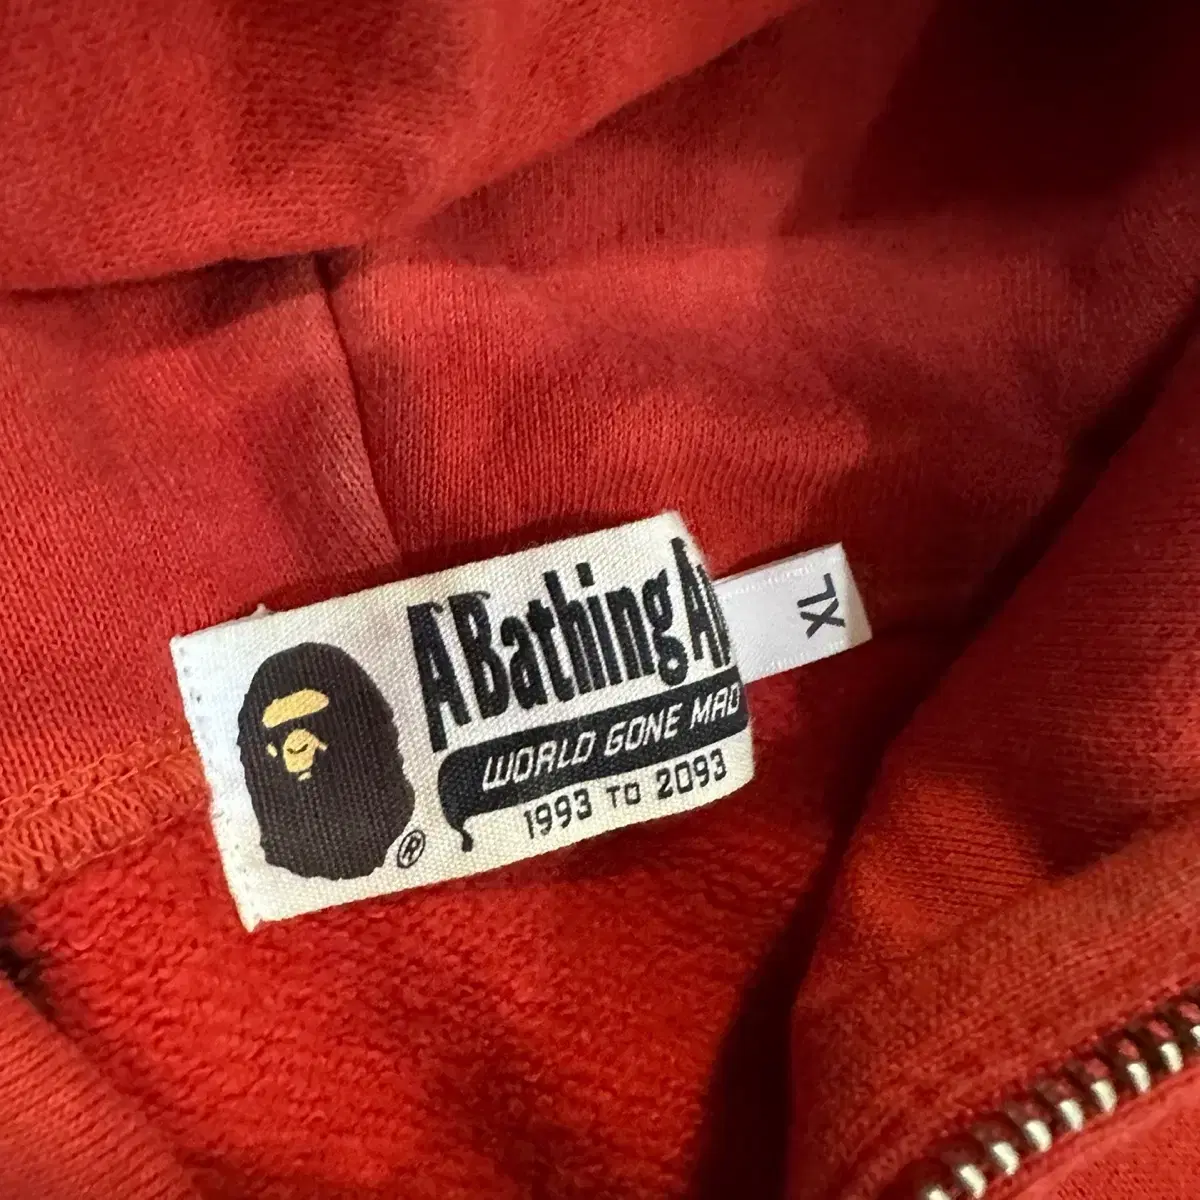 A Bathing A
WORLD GONE MAD
1993 TO 2093
®
XL